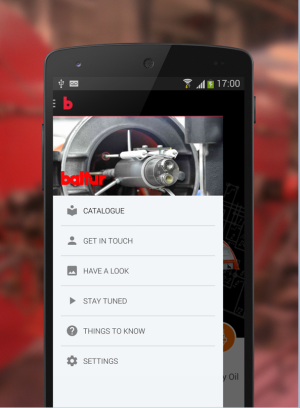 17:00
b
baltur
CATALOGUE
GET IN TOUCH
HAVE A LOOK
STAY TUNED
THINGS TO KNOW
SETTINGS
y Oil